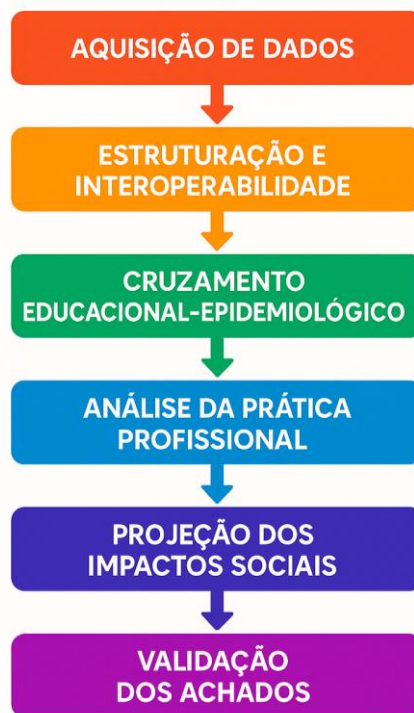 AQUISIÇÃO DE DADOS
ESTRUTURAÇÃO E
INTEROPERABILIDADE
CRUZAMENTO
EDUCACIONAL-EPIDEMIOLÓGICO
ANÁLISE DA PRÁTICA
PROFISSIONAL
PROJEÇÃO DOS
IMPACTOS SOCIAIS
VALIDAÇÃO
DOS ACHADOS